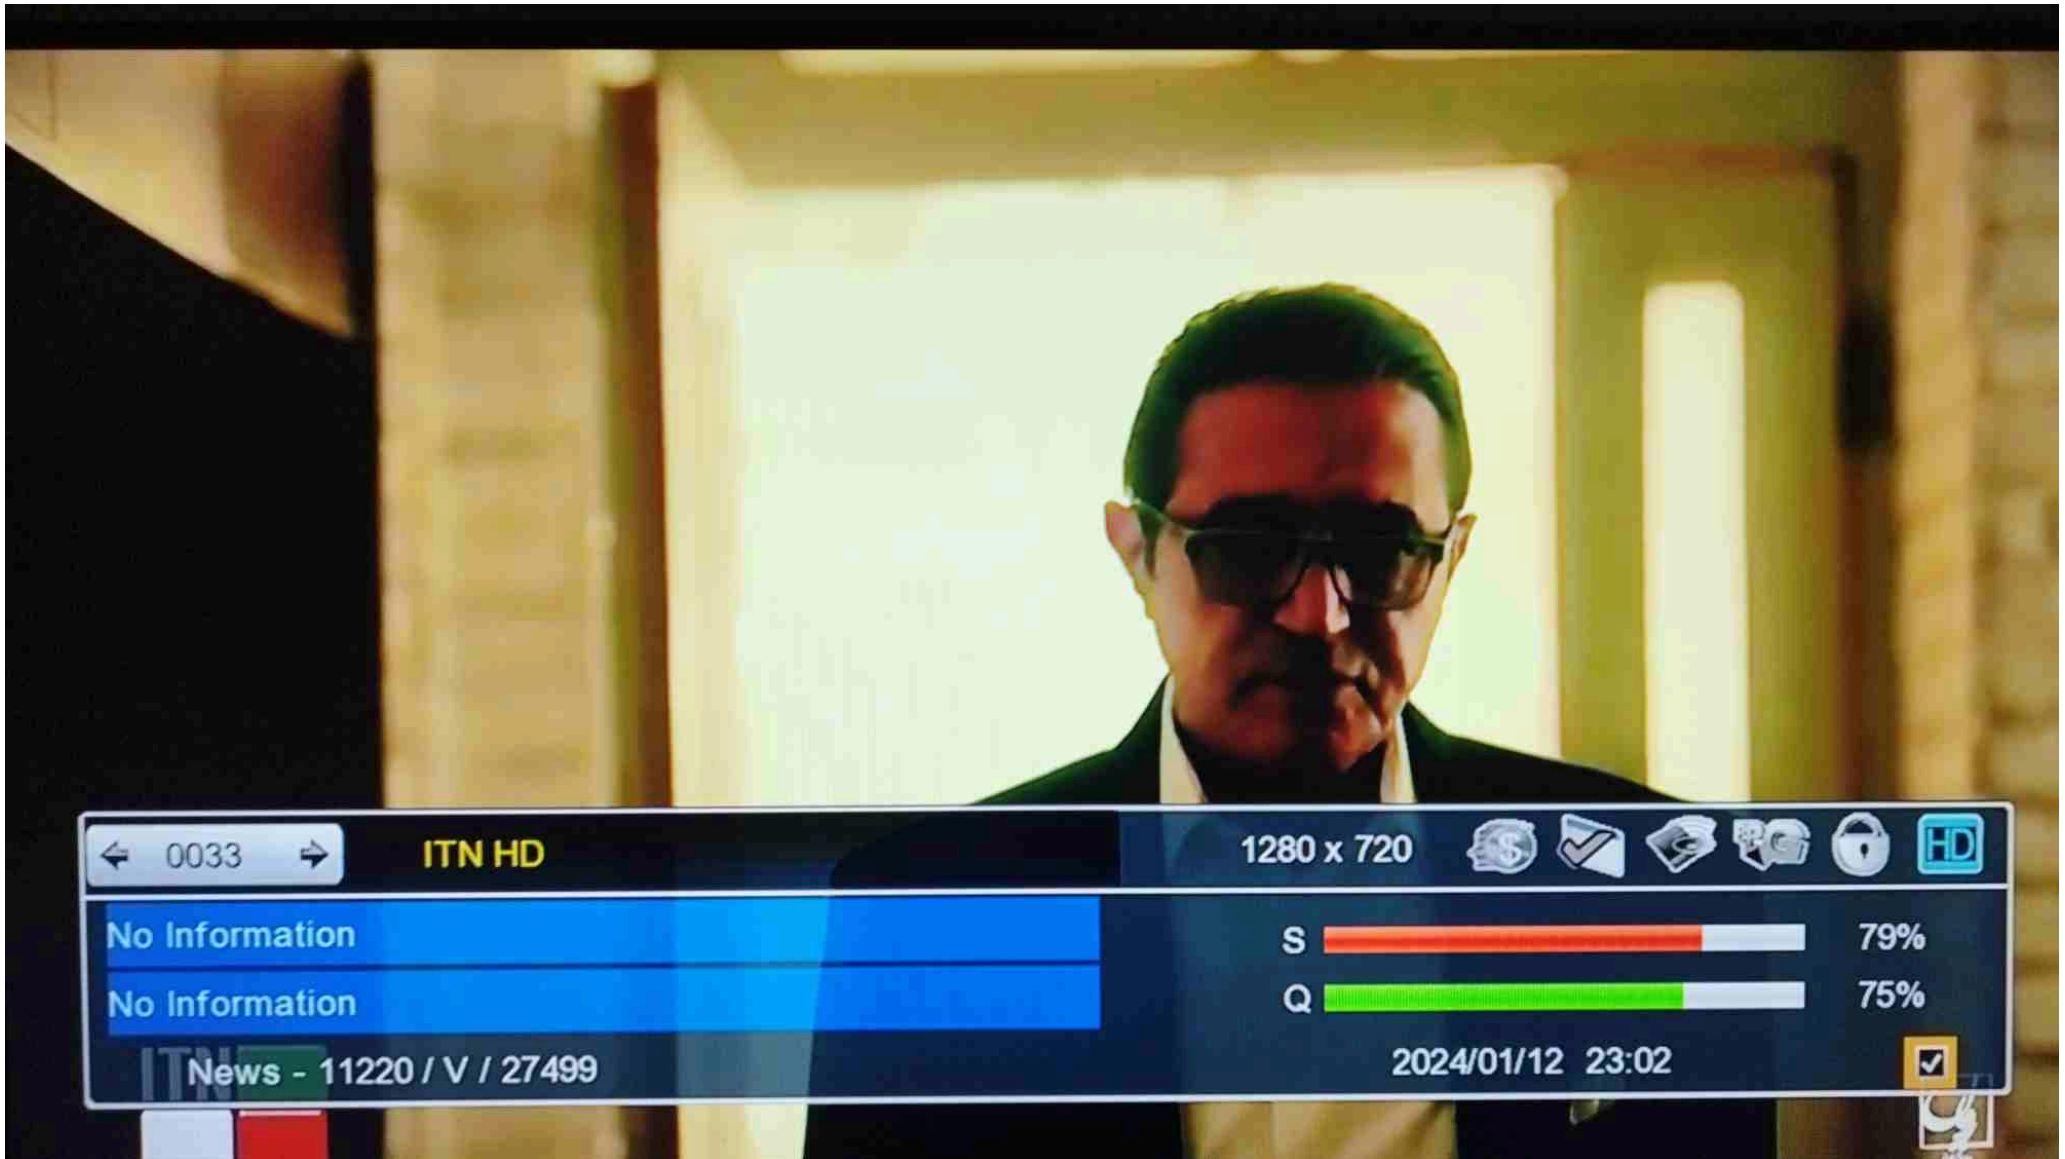 0033
ITN HD
1280 x 720
HD
No Information
S 79%
No Information
Q 75%
ITN
News - 11220 / V / 27499
2024/01/12 23:02